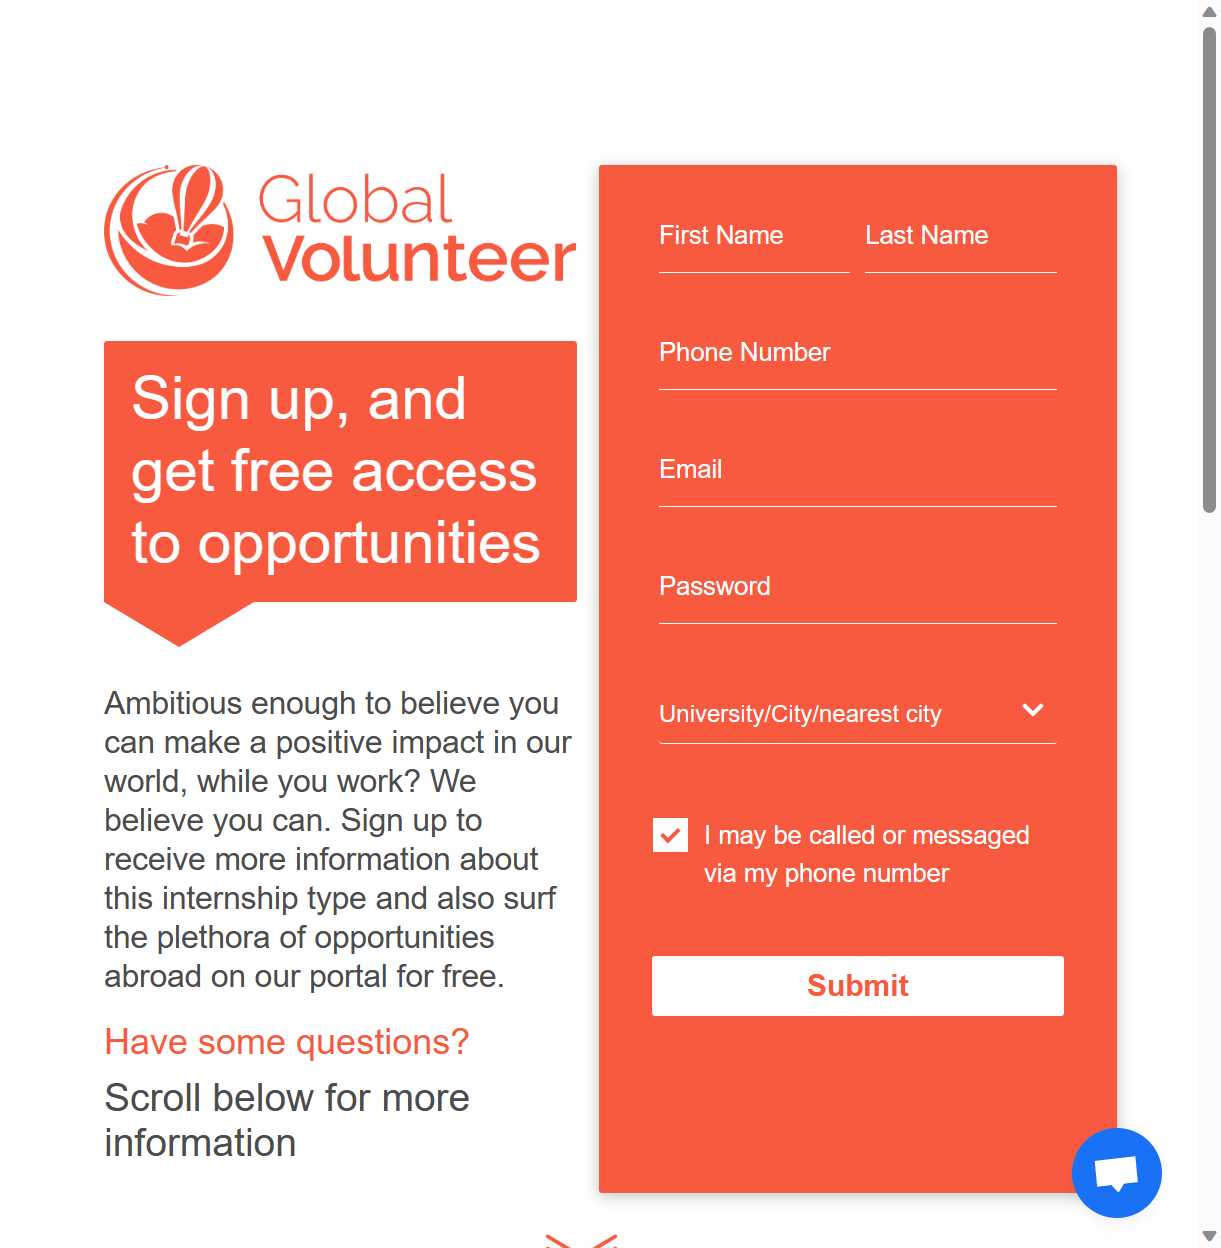 Global
Volunteer
Sign up, and
get free access
to opportunities
Ambitious enough to believe you
can make a positive impact in our
world, while you work? We
believe you can. Sign up to
receive more information about
this internship type and also surf
the plethora of opportunities
abroad on our portal for free.
Have some questions?
Scroll below for more
information
First Name Last Name
Phone Number
Email
Password
University/City/nearest city
I may be called or messaged
via my phone number
Submit